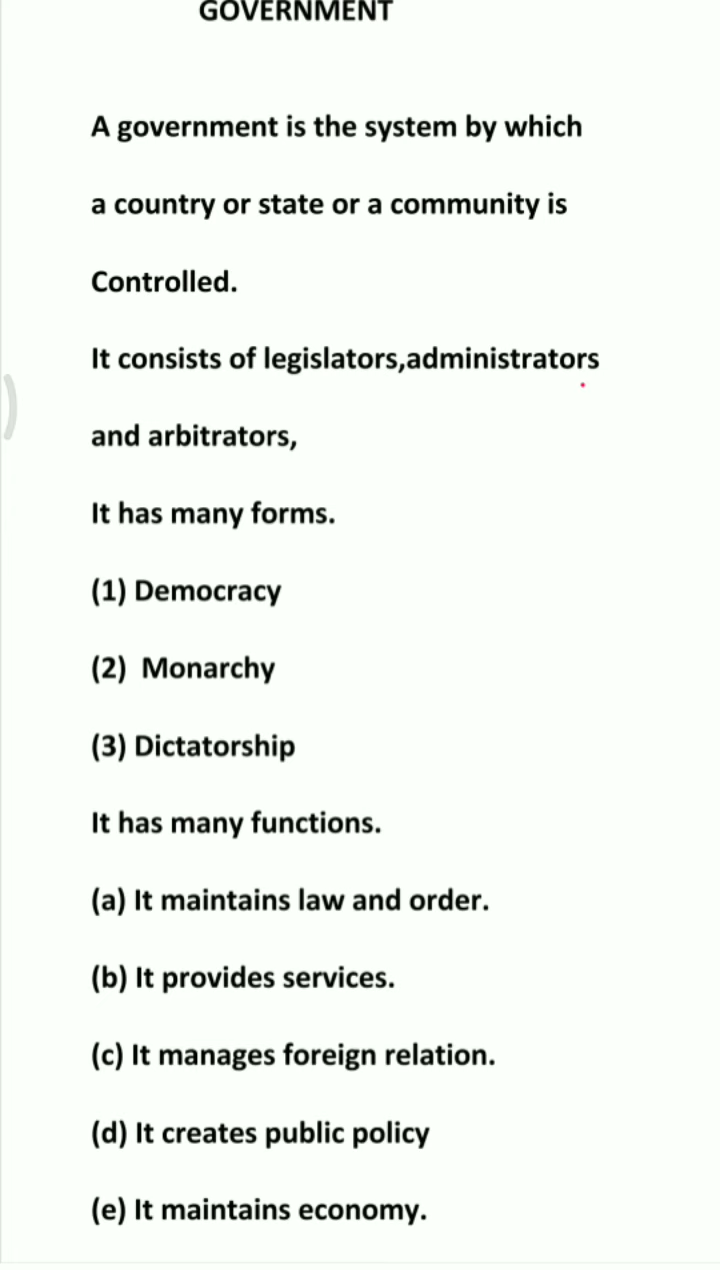 GOVERNMENT
A government is the system by which
a country or state or a community is
Controlled.
It consists of legislators,administrators
and arbitrators,
It has many forms.
(1) Democracy
(2)  Monarchy
(3) Dictatorship
It has many functions.
(a) It maintains law and order.
(b) It provides services.
(c) It manages foreign relation.
(d) It creates public policy
(e) It maintains economy.